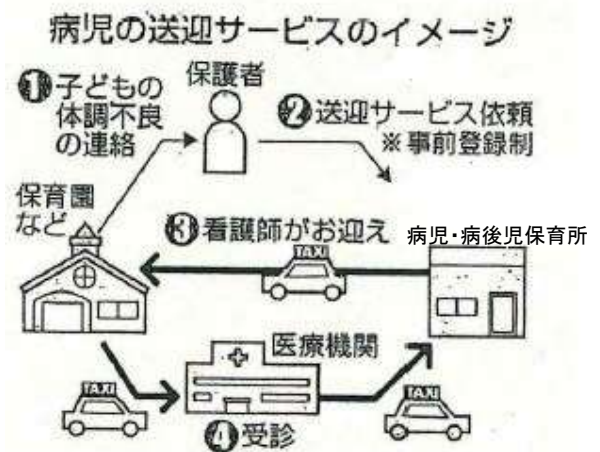 病児の送迎サービスのイメージ
❶子どもの
体調不良
の連絡
保護者
❷送迎サービス依頼
※事前登録制
保育園
など
❸看護師がお迎え
病児・病後児保育所
TAXI
医療機関
TAXI
TAXI
❹受診